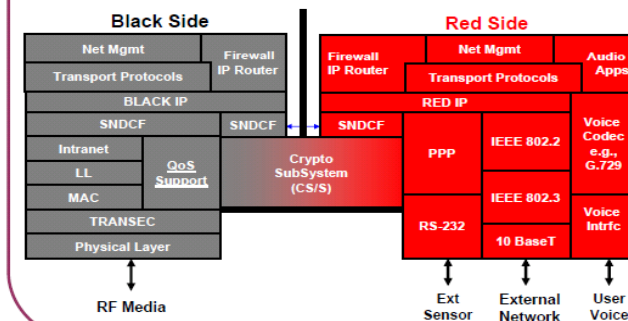 Black Side
Red Side
Net Mgmt
Firewall
IP Router
Transport Protocols
BLACK IP
SNDCF
SNDCF
Intranet
LL
MAC
QoS
Support
TRANSEC
Physical Layer
RF Media
Crypto
SubSystem
(CS/S)
Firewall
IP Router
Net Mgmt
Audio
Apps
Transport Protocols
RED IP
SNDCF
PPP
RS-232
IEEE 802.2
IEEE 802.3
10 BaseT
Voice
Codec
e.g.,
G.729
Voice
Intrfc
Ext
Sensor
External
Network
User
Voice